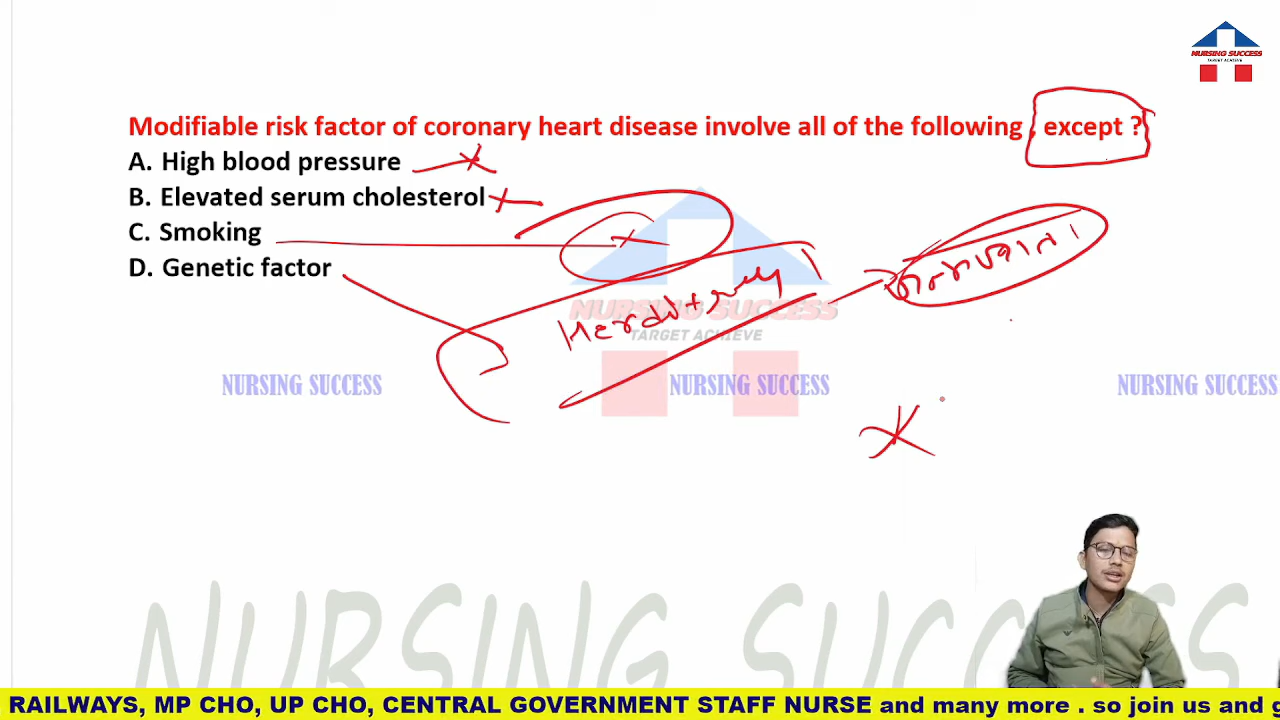 NURSING SUCCESS
TARGET ACHIEVE
Modifiable risk factor of coronary heart disease involve all of the following , except ?
A. High blood pressure
B. Elevated serum cholesterol
C. Smoking
D. Genetic factor
NURSING SUCCESS
TARGET ACHIEVE
NURSING SUCCESS NURSING SUCCESS NURSING SUCCESS
NURSING SUCCESS
RAILWAYS, MP CHO, UP CHO, CENTRAL GOVERNMENT STAFF NURSE and many more . so join us and g